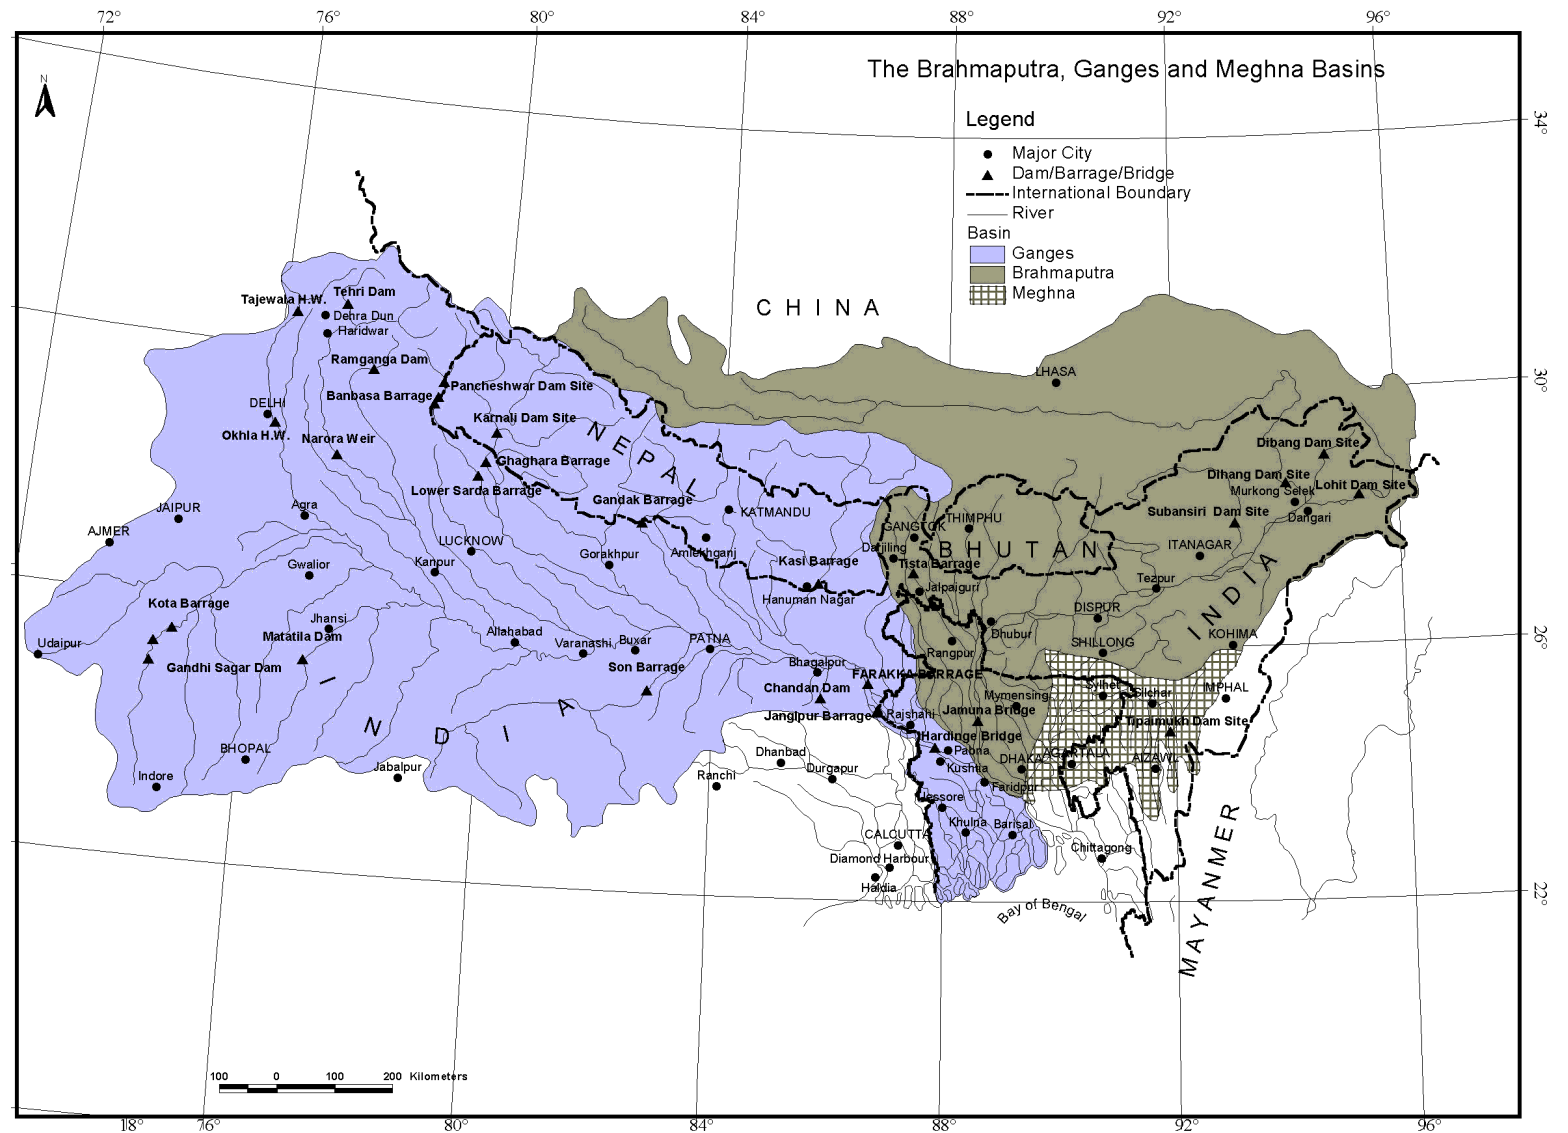 72° 76° 80° 84° 88° 92° 96°
The Brahmaputra, Ganges and Meghna Basins
N
Legend
34°
Major City
Dam/Barrage/Bridge
International Boundary
River
Basin
Ganges
Brahmaputra
Meghna
CHINA
Tehri Dam
Tajewala H.W.
Dehra Dun
Haridwar
Ramganga Dam
LHASA
30°
Pancheshwar Dam Site
Banbasa Barrage
DELHI
Karnali Dam Site
NEPAL
Okhla H.W.
Narora Weir
Dibang Dam Site
Ghaghara Barrage
Dihang Dam Site
Lohit Dam Site
Lower Sarda Barrage
Murkong Selek
Gandak Barrage
JAIPUR
Agra
KATMANDU
Subansiri Dam Site
Dangari
THIMPHU
GANGTOK
AJMER
LUCKNOW
Amlekhganj
Darjiling
BHUTAN
ITANAGAR
Gorakhpur
Kanpur
Gwalior
Kasi Barrage
Tista Barrage
Tezpur
Jalpaiguri
Hanuman Nagar
Kota Barrage
DISPUR
INDIA
Jhansi
Matatila Dam
Allahabad
Dhubur
KOHIMA
26°
Udaipur
Varanashi
Buxar
PATNA
SHILLONG
Rangpur
Gandhi Sagar Dam
Son Barrage
Bhagalpur
FARAKKA BARRAGE
Chandan Dam
Mymensing
Sylhet
Silchar
IMPHAL
Jangipur Barrage
Rajshahi
Jamuna Bridge
Tipaimukh Dam Site
INDIA
Hardinge Bridge
BHOPAL
Dhanbad
Pabna
AGARTALA
DHAKA
AIZAWL
Indore
Jabalpur
Ranchi
Durgapur
Kushtia
Faridpur
Jessore
Khulna
Barisal
CALCUTTA
Chittagong
Diamond Harbour
Haldia
22°
Bay of Bengal
MAYANMER
100 0 100 200 Kilometers
18° 76° 80° 84° 88° 92° 96°